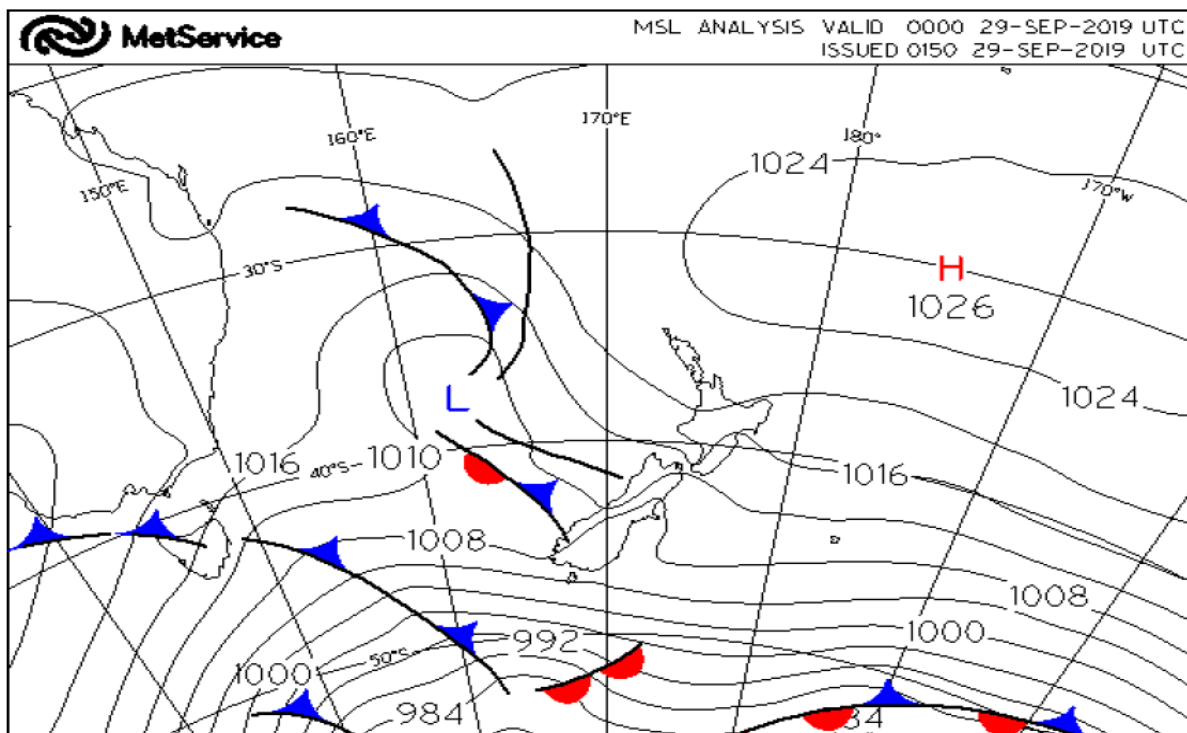 MetService
MSL ANALYSIS VALID 0000 29-SEP-2019 UTC
ISSUED 0150 29-SEP-2019 UTC
170°E
160°E
180°
1024
150°E
170°W
30°S
H
1026
L
1024
1016
40°S
1010
1016
1008
1008
992
1000
50°S
1000
984